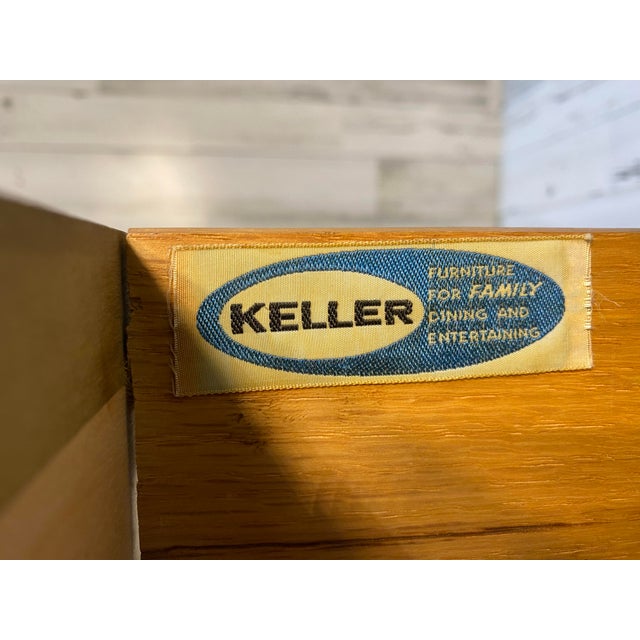 KELLER
FURNITURE
FOR FAMILY
DINING AND
ENTERTAINING